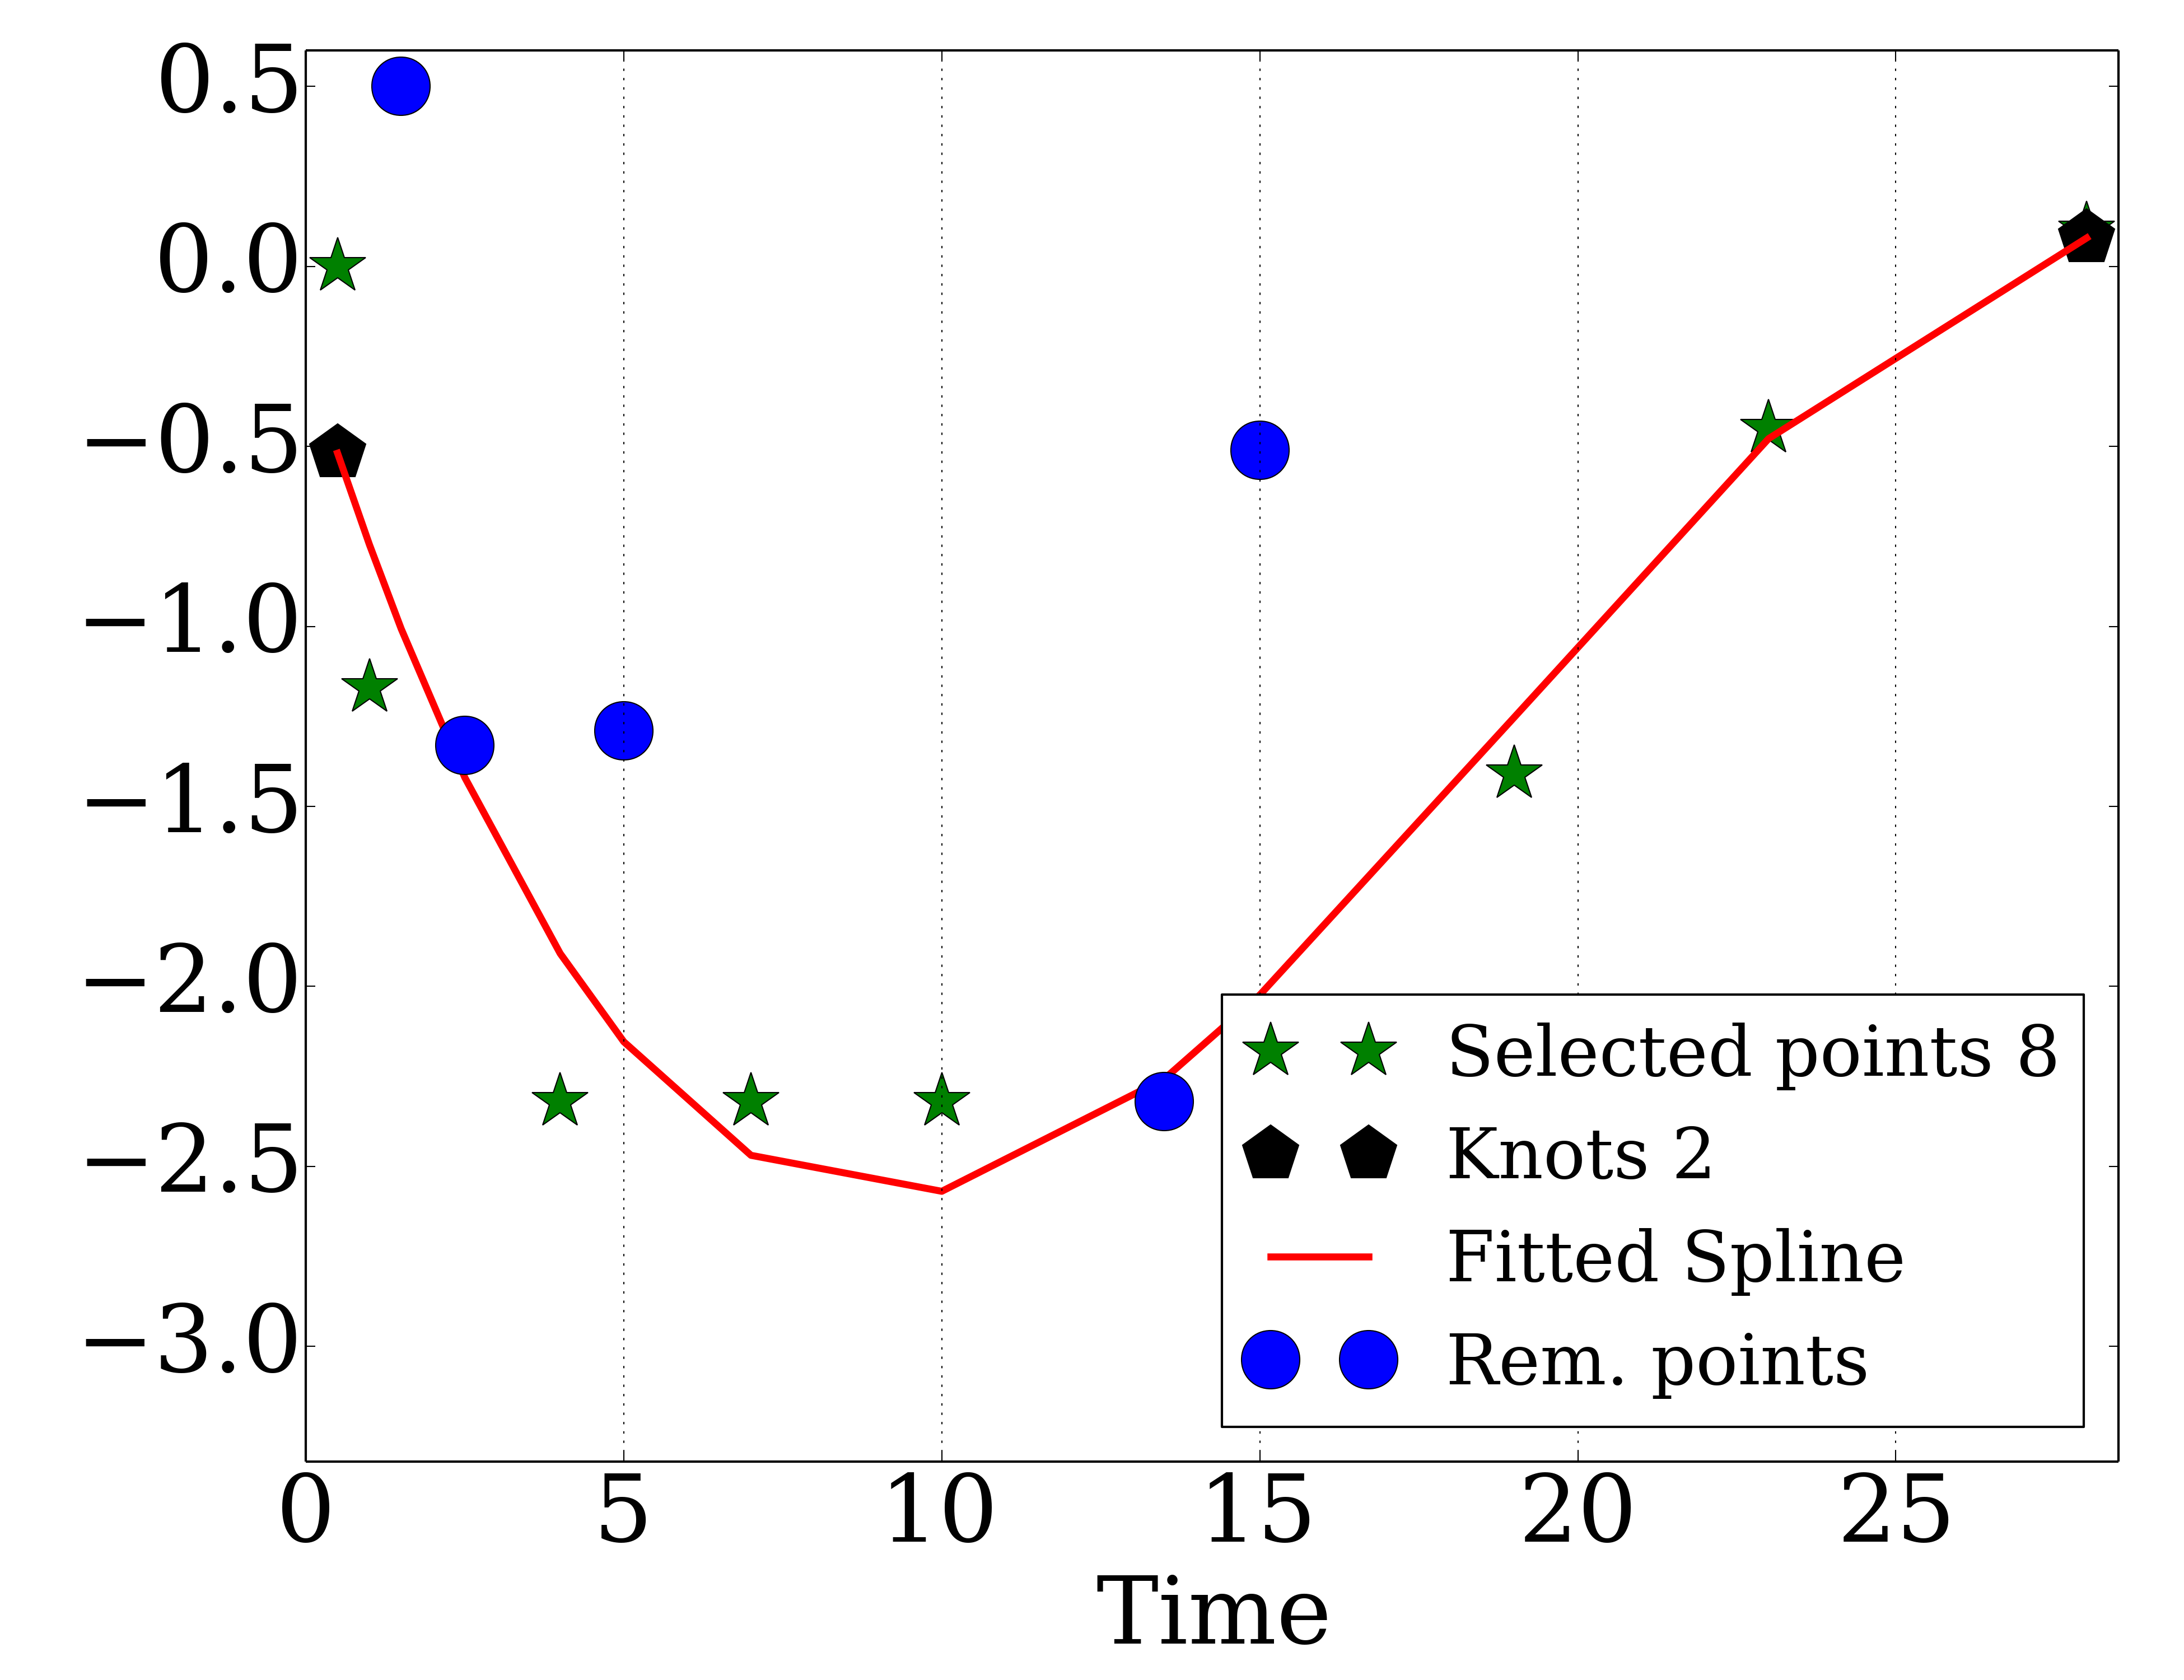 0.5
0.0
−0.5
−1.0
−1.5
−2.0
−2.5
−3.0
0 5 10 15 20 25
Time
Selected points 8
Knots 2
Fitted Spline
Rem. points